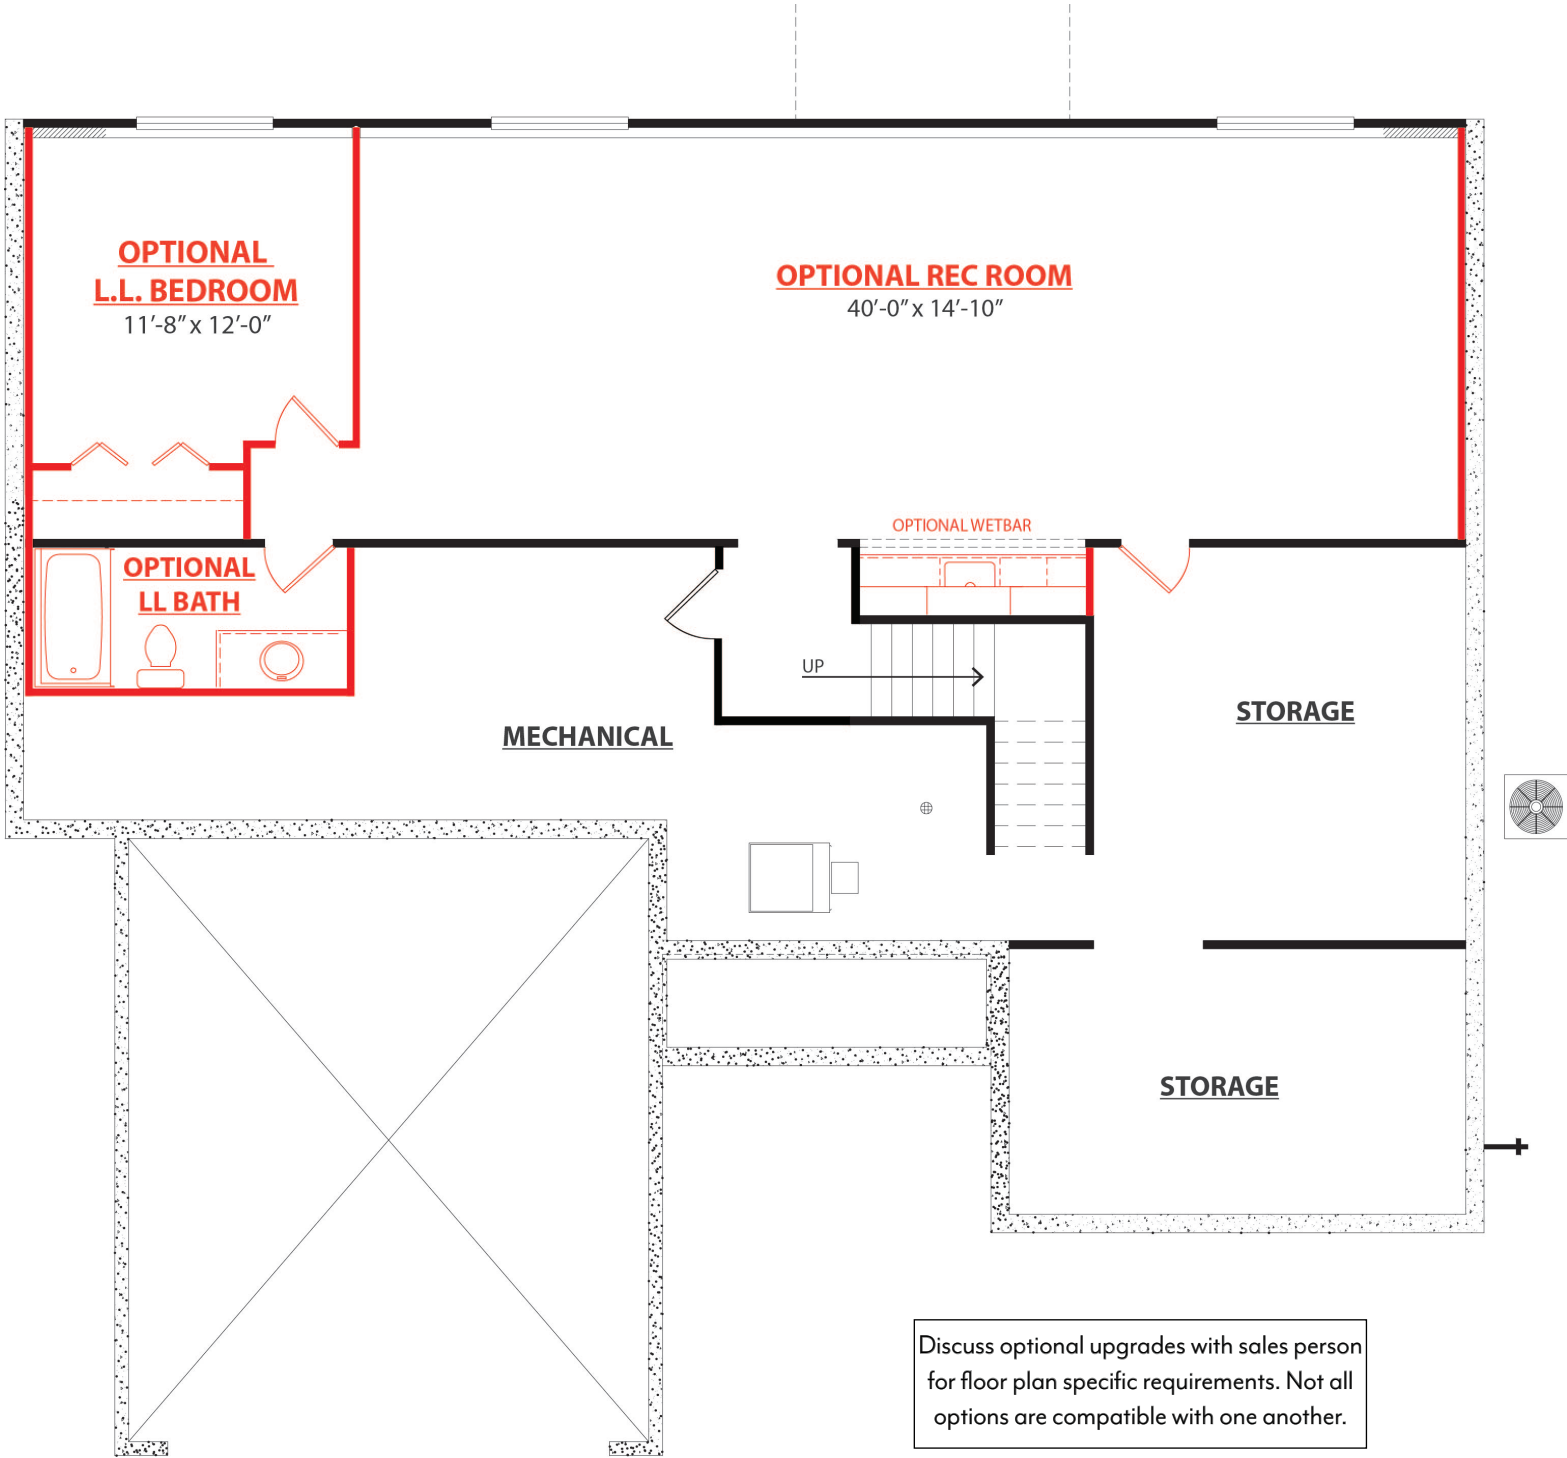 OPTIONAL
L.L. BEDROOM
11’-8” x 12’-0”
OPTIONAL REC ROOM
40’-0” x 14’-10”
OPTIONAL WETBAR
OPTIONAL
LL BATH
UP
MECHANICAL
STORAGE
STORAGE
Discuss optional upgrades with sales person
for floor plan specific requirements. Not all
options are compatible with one another.